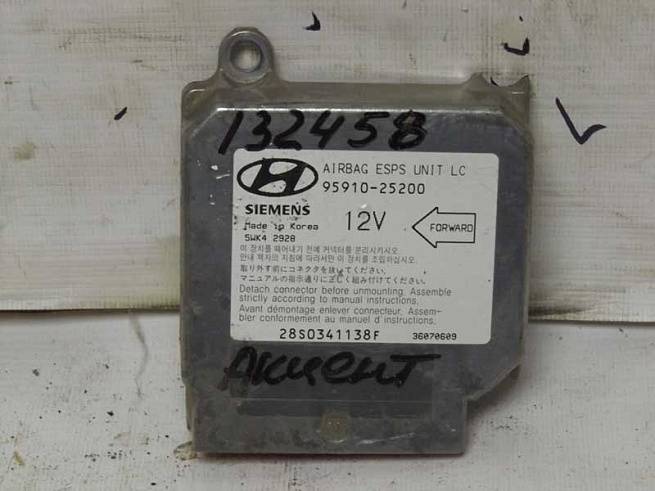 132458
AIRBAG ESPS UNIT LC
95910-25200
SIEMENS
12V
FORWARD
Made in Korea
5WK4 2928
이 장치를 떼어내기 전에 커넥터를 분리시키시오
안내 책자의 지침에 따라서만 이 장치를 조립하십시오.
取り外す前にコネクタを抜いてください.
マニュアルの指示通りに正しく組み付けてください.
Detach connector before unmounting. Assemble
strictly according to manual instructions.
Avant démontage enlever connecteur. Assem-
bler conformement au manuel d'instructions.
28S0341138F
36070609
Акцент